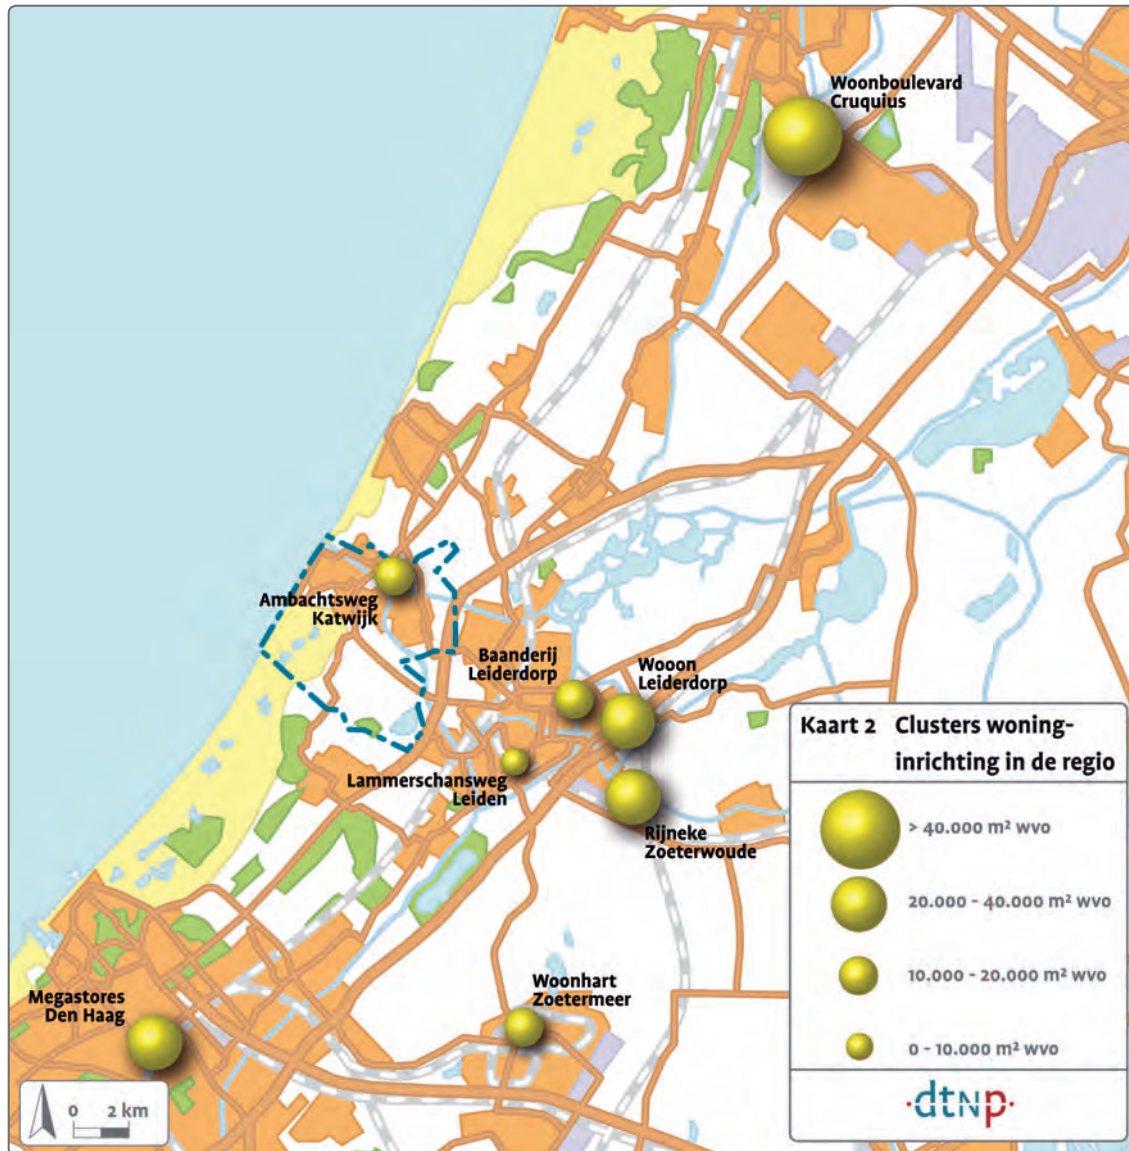 Woonboulevard
Cruquius
Ambachtsweg
Katwijk
Baanderij
Leiderdorp
Wooon
Leiderdorp
Lammerschansweg
Leiden
Rijneke
Zoeterwoude
Woonhart
Zoetermeer
Megastores
Den Haag
0 2 km
Kaart 2 Clusters woning-
inrichting in de regio
> 40.000 m² wvo
20.000 - 40.000 m² wvo
10.000 - 20.000 m² wvo
0 - 10.000 m² wvo
·dtNp·